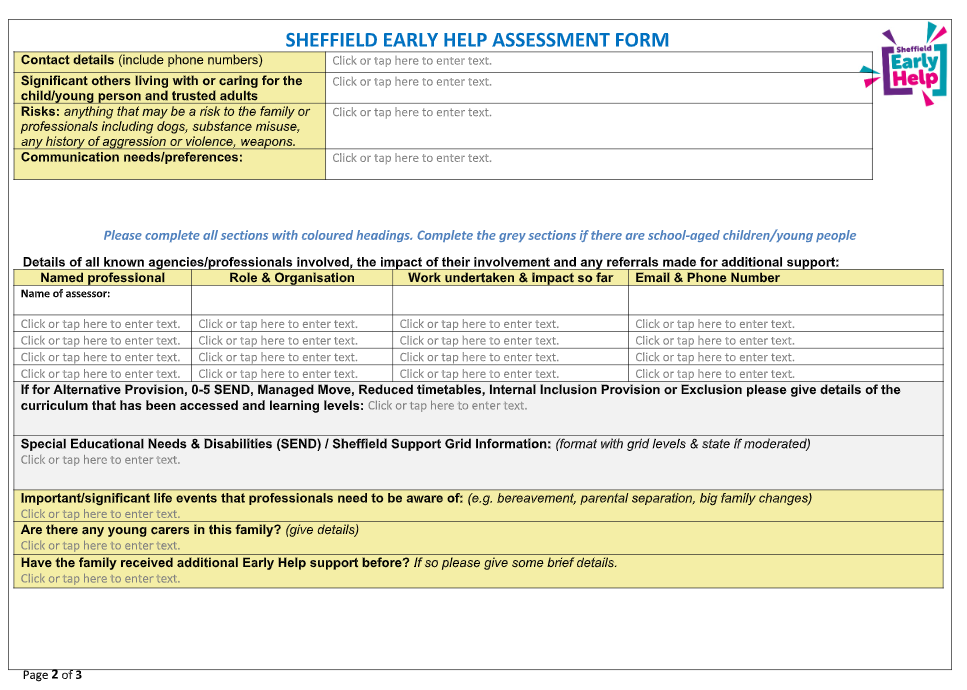 SHEFFIELD EARLY HELP ASSESSMENT FORM
Sheffield
Early
Help
Contact details (include phone numbers)
Click or tap here to enter text.
Significant others living with or caring for the
child/young person and trusted adults
Click or tap here to enter text.
Risks: anything that may be a risk to the family or
professionals including dogs, substance misuse,
any history of aggression or violence, weapons.
Click or tap here to enter text.
Communication needs/preferences:
Click or tap here to enter text.
Please complete all sections with coloured headings. Complete the grey sections if there are school-aged children/young people
Details of all known agencies/professionals involved, the impact of their involvement and any referrals made for additional support:
Named professional Role & Organisation Work undertaken & impact so far Email & Phone Number
Name of assessor:
Click or tap here to enter text. Click or tap here to enter text. Click or tap here to enter text. Click or tap here to enter text.
Click or tap here to enter text. Click or tap here to enter text. Click or tap here to enter text. Click or tap here to enter text.
Click or tap here to enter text. Click or tap here to enter text. Click or tap here to enter text. Click or tap here to enter text.
Click or tap here to enter text. Click or tap here to enter text. Click or tap here to enter text. Click or tap here to enter text.
If for Alternative Provision, 0-5 SEND, Managed Move, Reduced timetables, Internal Inclusion Provision or Exclusion please give details of the
curriculum that has been accessed and learning levels: Click or tap here to enter text.
Special Educational Needs & Disabilities (SEND) / Sheffield Support Grid Information: (format with grid levels & state if moderated)
Click or tap here to enter text.
Important/significant life events that professionals need to be aware of: (e.g. bereavement, parental separation, big family changes)
Click or tap here to enter text.
Are there any young carers in this family? (give details)
Click or tap here to enter text.
Have the family received additional Early Help support before? If so please give some brief details.
Click or tap here to enter text.
Page 2 of 3